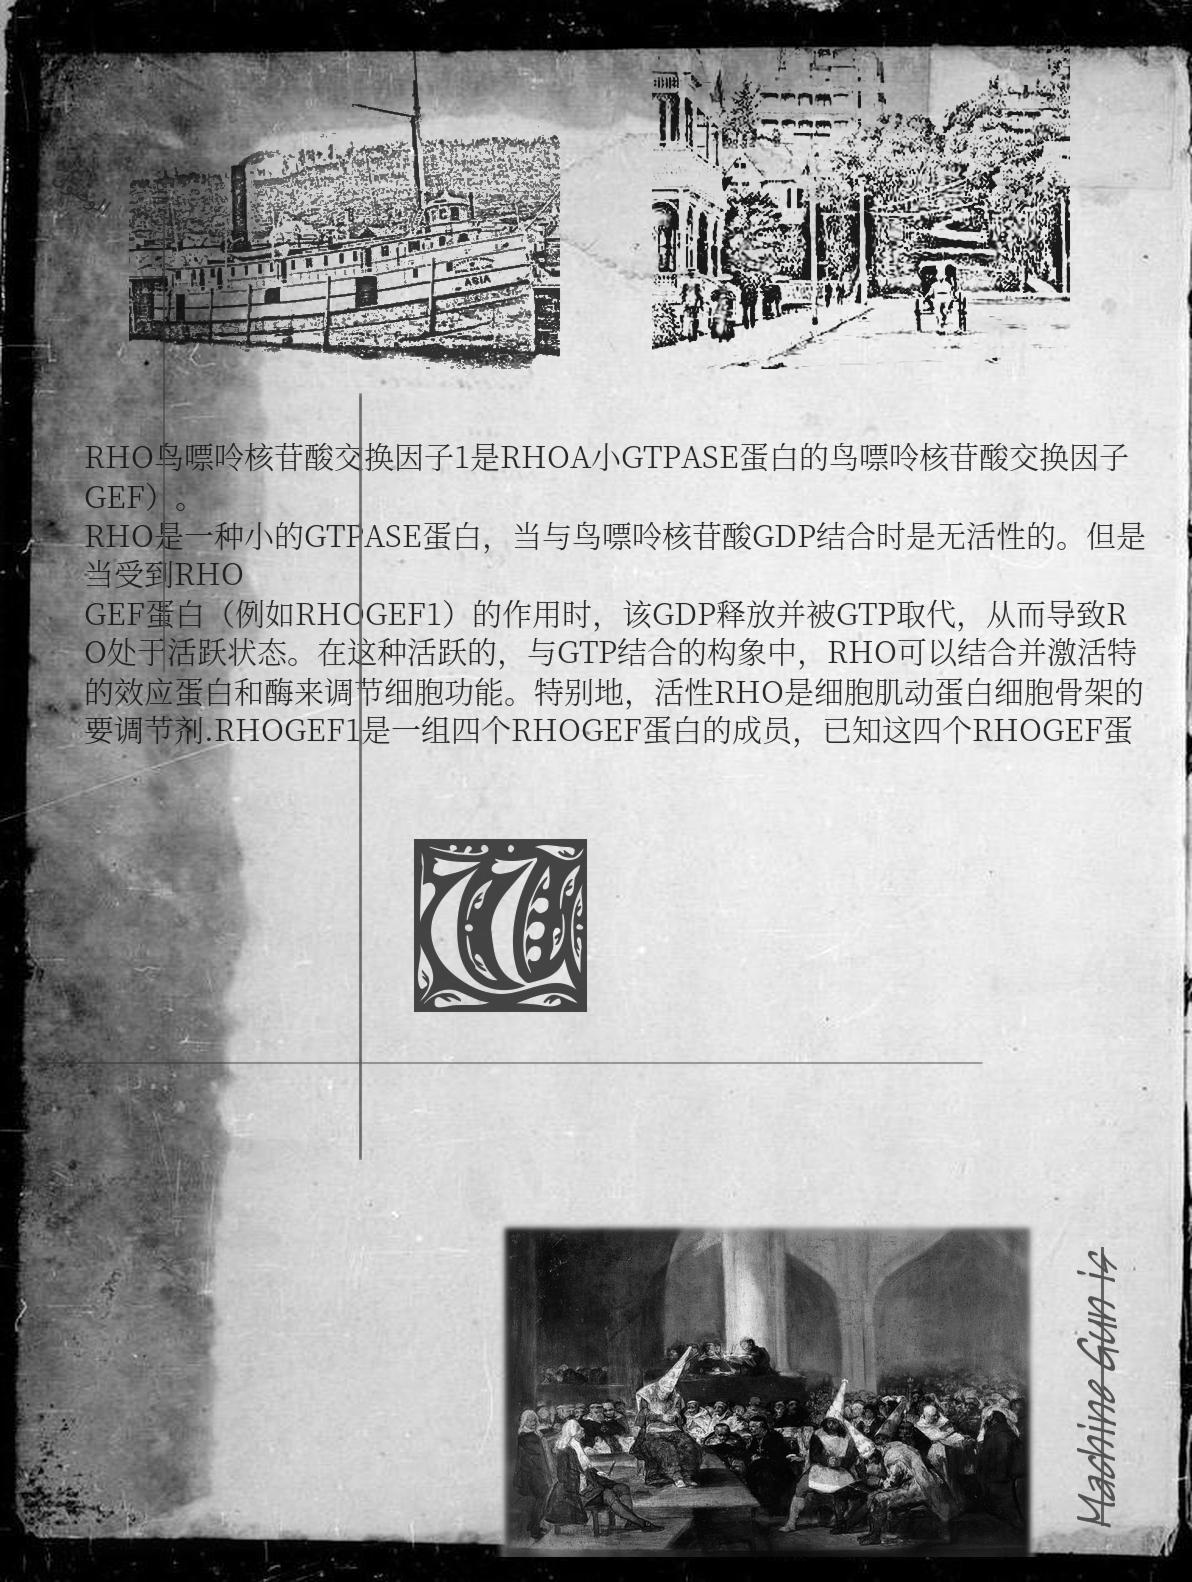 ASIA
RHO鸟嘌呤核苷酸交换因子1是RHOA小GTPASE蛋白的鸟嘌呤核苷酸交换因子
GEF）。
RHO是一种小的GTPASE蛋白，当与鸟嘌呤核苷酸GDP结合时是无活性的。但是
当受到RHO
GEF蛋白（例如RHOGEF1）的作用时，该GDP释放并被GTP取代，从而导致R
O处于活跃状态。在这种活跃的，与GTP结合的构象中，RHO可以结合并激活特
的效应蛋白和酶来调节细胞功能。特别地，活性RHO是细胞肌动蛋白细胞骨架的
要调节剂.RHOGEF1是一组四个RHOGEF蛋白的成员，已知这四个RHOGEF蛋
Machine Gun is